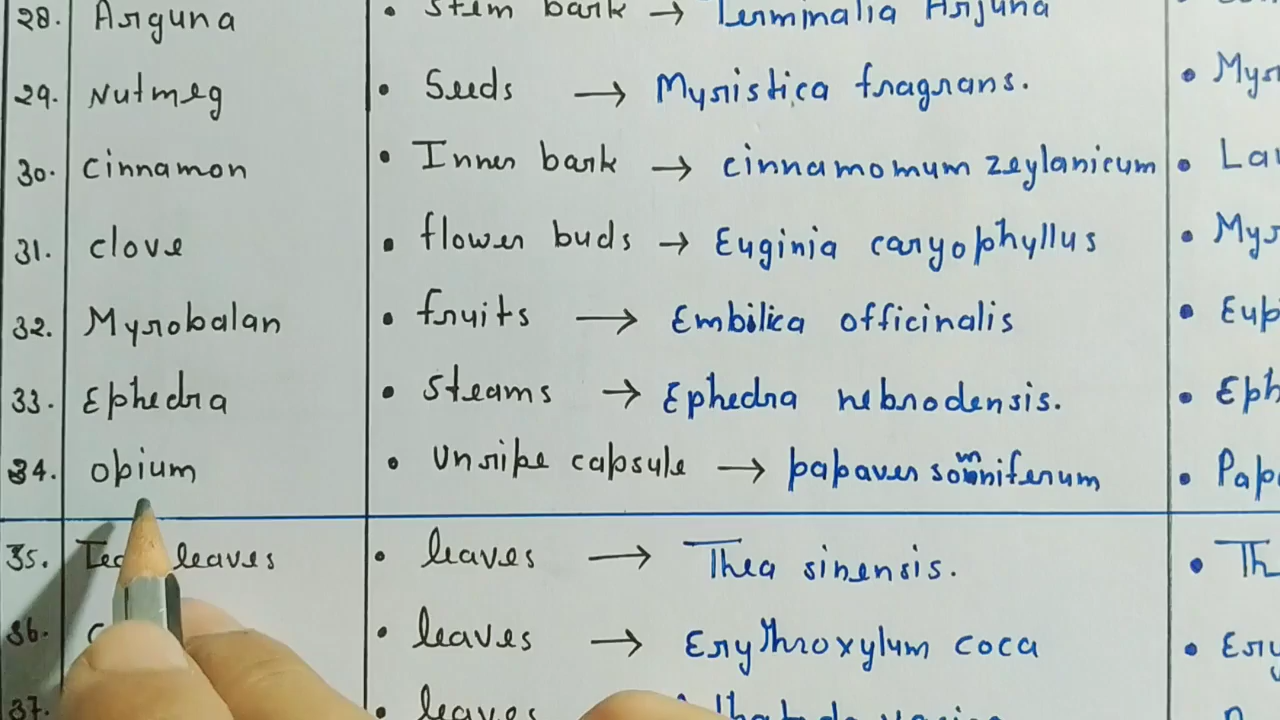 28. Arguna • Stem bark → Terminalia Arjuna
29. Nutmeg • Seeds → Myristica fragrans. • Myr
30. Cinnamon • Inner bark → cinnamomum zeylanicum • Lau
31. clove • flower buds → Euginia caryophyllus • Myr
32. Myrobalan • fruits → Embilica officinalis • Eup
33. Ephedra • steams → Ephedra nebrodensis. • Eph
34. opium • Unripe capsule → papaver somniferum • Pap
35. Tea leaves • leaves → Thea sinensis. • Th
36. • leaves → Erythroxylum coca • Ery
37. • leaves